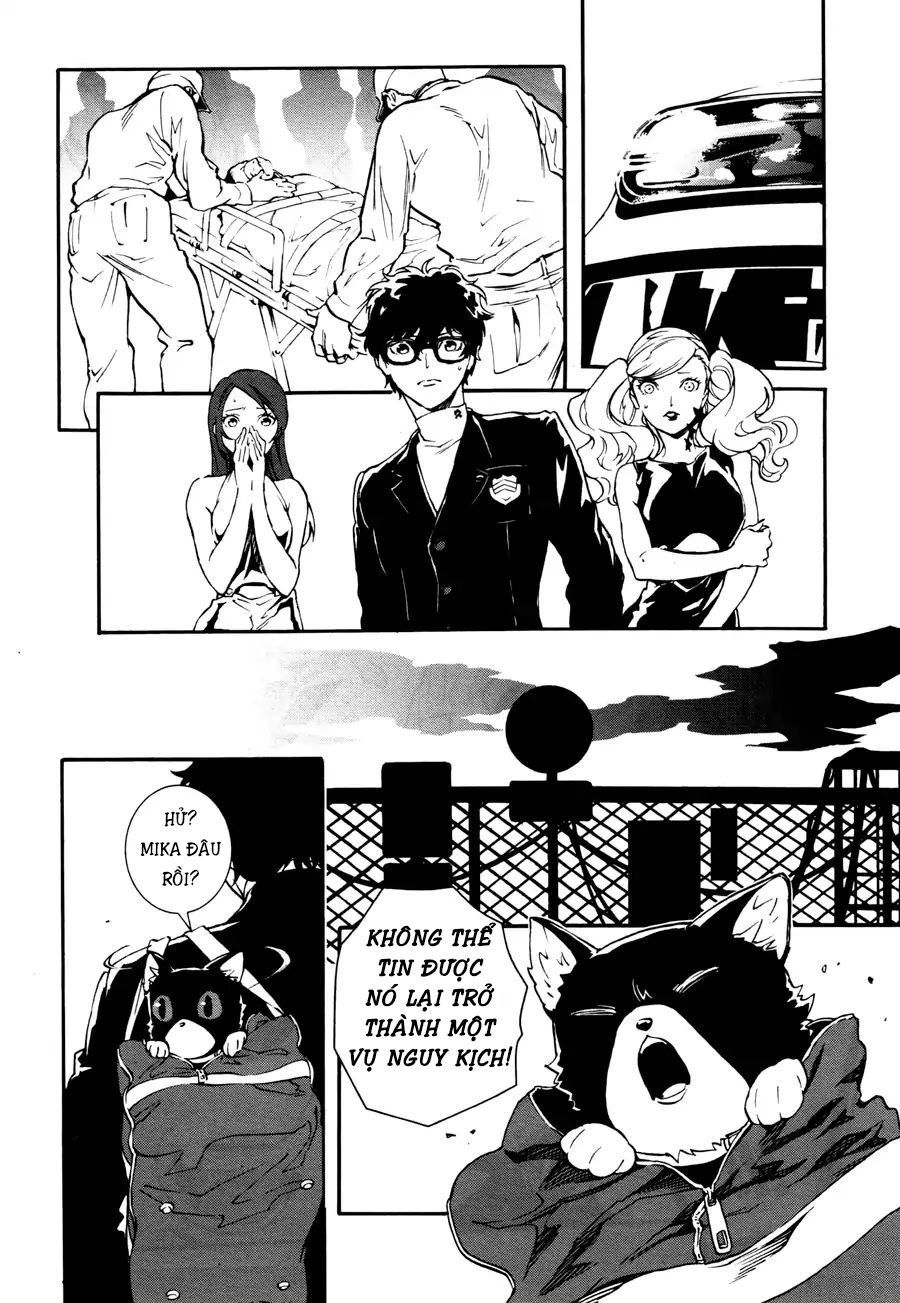 KHÔNG THỂ
TIN ĐƯỢC
NÓ LẠI TRỞ
THÀNH MỘT
VỤ NGUY KỊCH!
HỬ?
MIKA ĐÂU
RỒI?